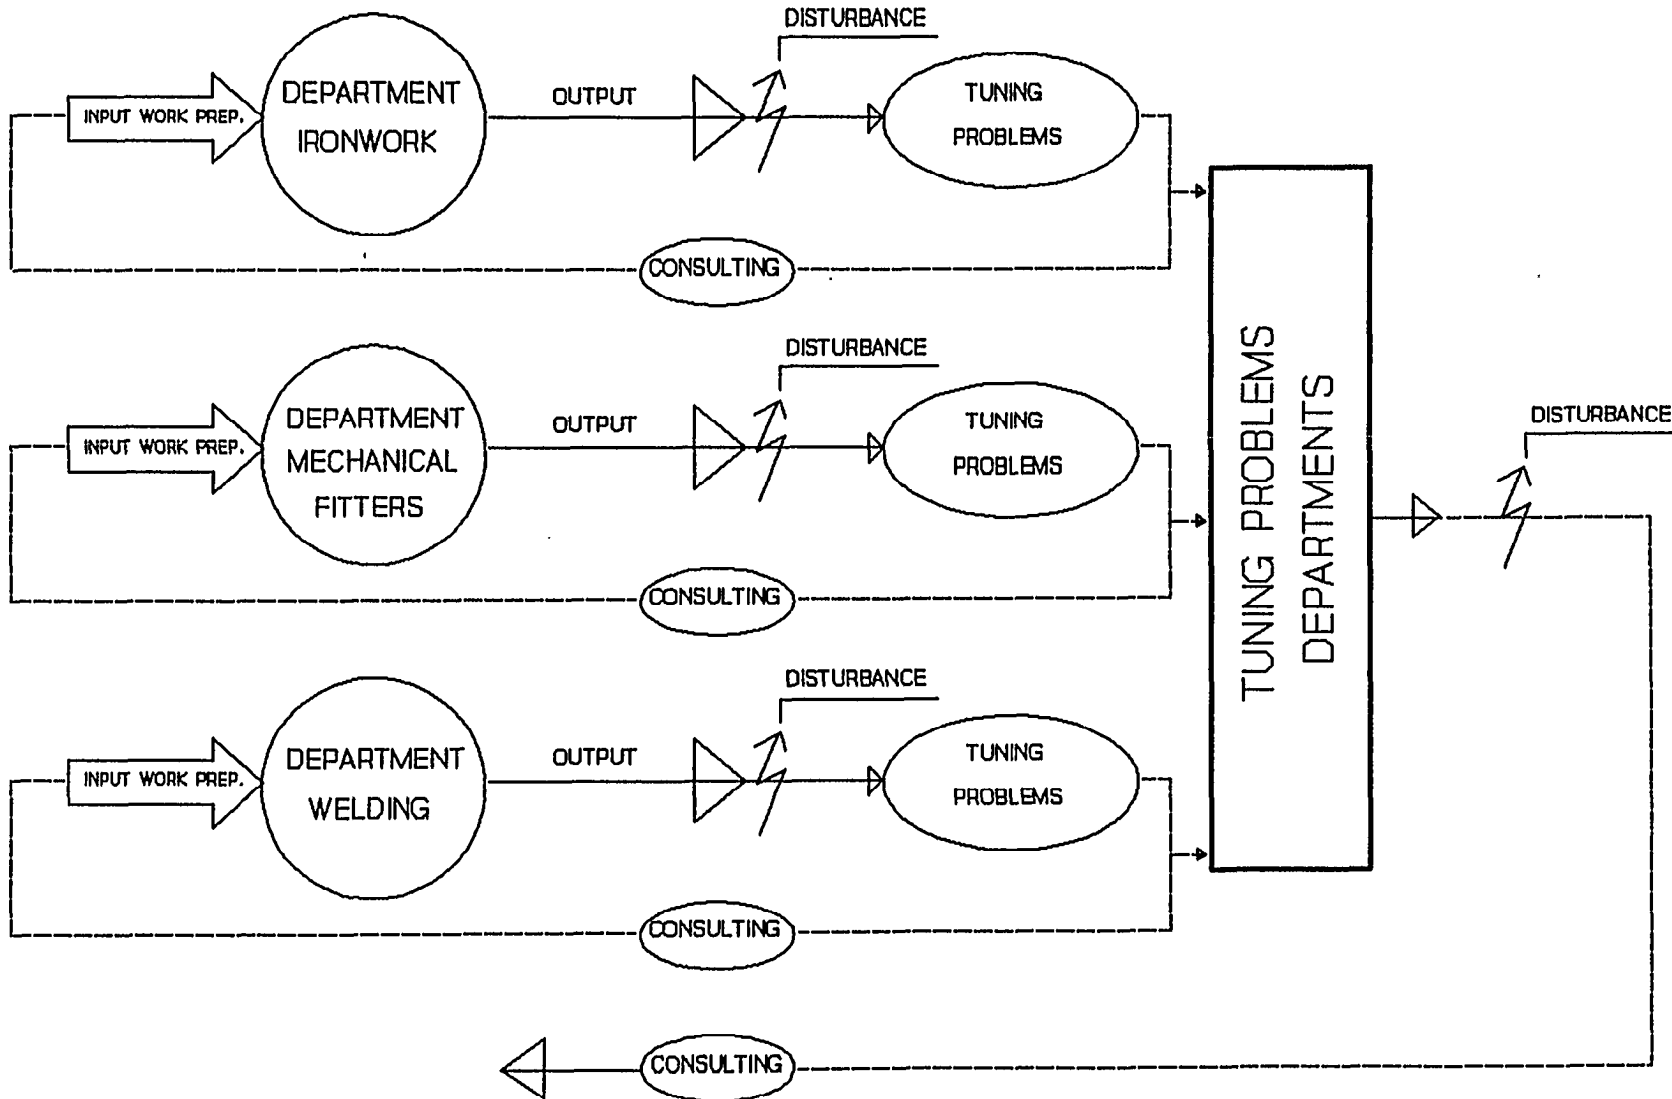 DISTURBANCE
INPUT WORK PREP.
DEPARTMENT
IRONWORK
OUTPUT
TUNING
PROBLEMS
CONSULTING
DISTURBANCE
INPUT WORK PREP.
DEPARTMENT
MECHANICAL
FITTERS
OUTPUT
TUNING
PROBLEMS
CONSULTING
DISTURBANCE
INPUT WORK PREP.
DEPARTMENT
WELDING
OUTPUT
TUNING
PROBLEMS
CONSULTING
TUNING PROBLEMS
DEPARTMENTS
DISTURBANCE
CONSULTING